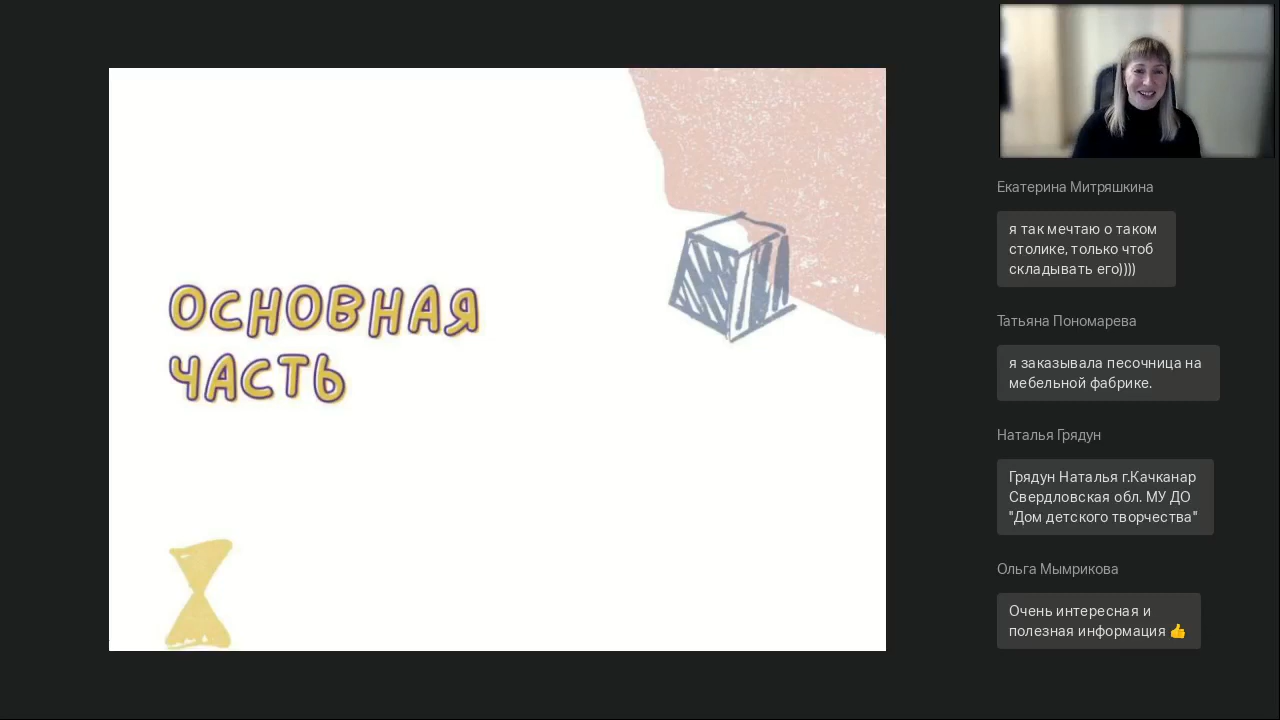 ОСНОВНАЯ
ЧАСТЬ
Екатерина Митряшкина
я так мечтаю о таком
столике, только чтоб
складывать его))))
Татьяна Пономарева
я заказывала песочница на
мебельной фабрике.
Наталья Грядун
Грядун Наталья г.Качканар
Свердловская обл. МУ ДО
"Дом детского творчества"
Ольга Мымрикова
Очень интересная и
полезная информация 👍